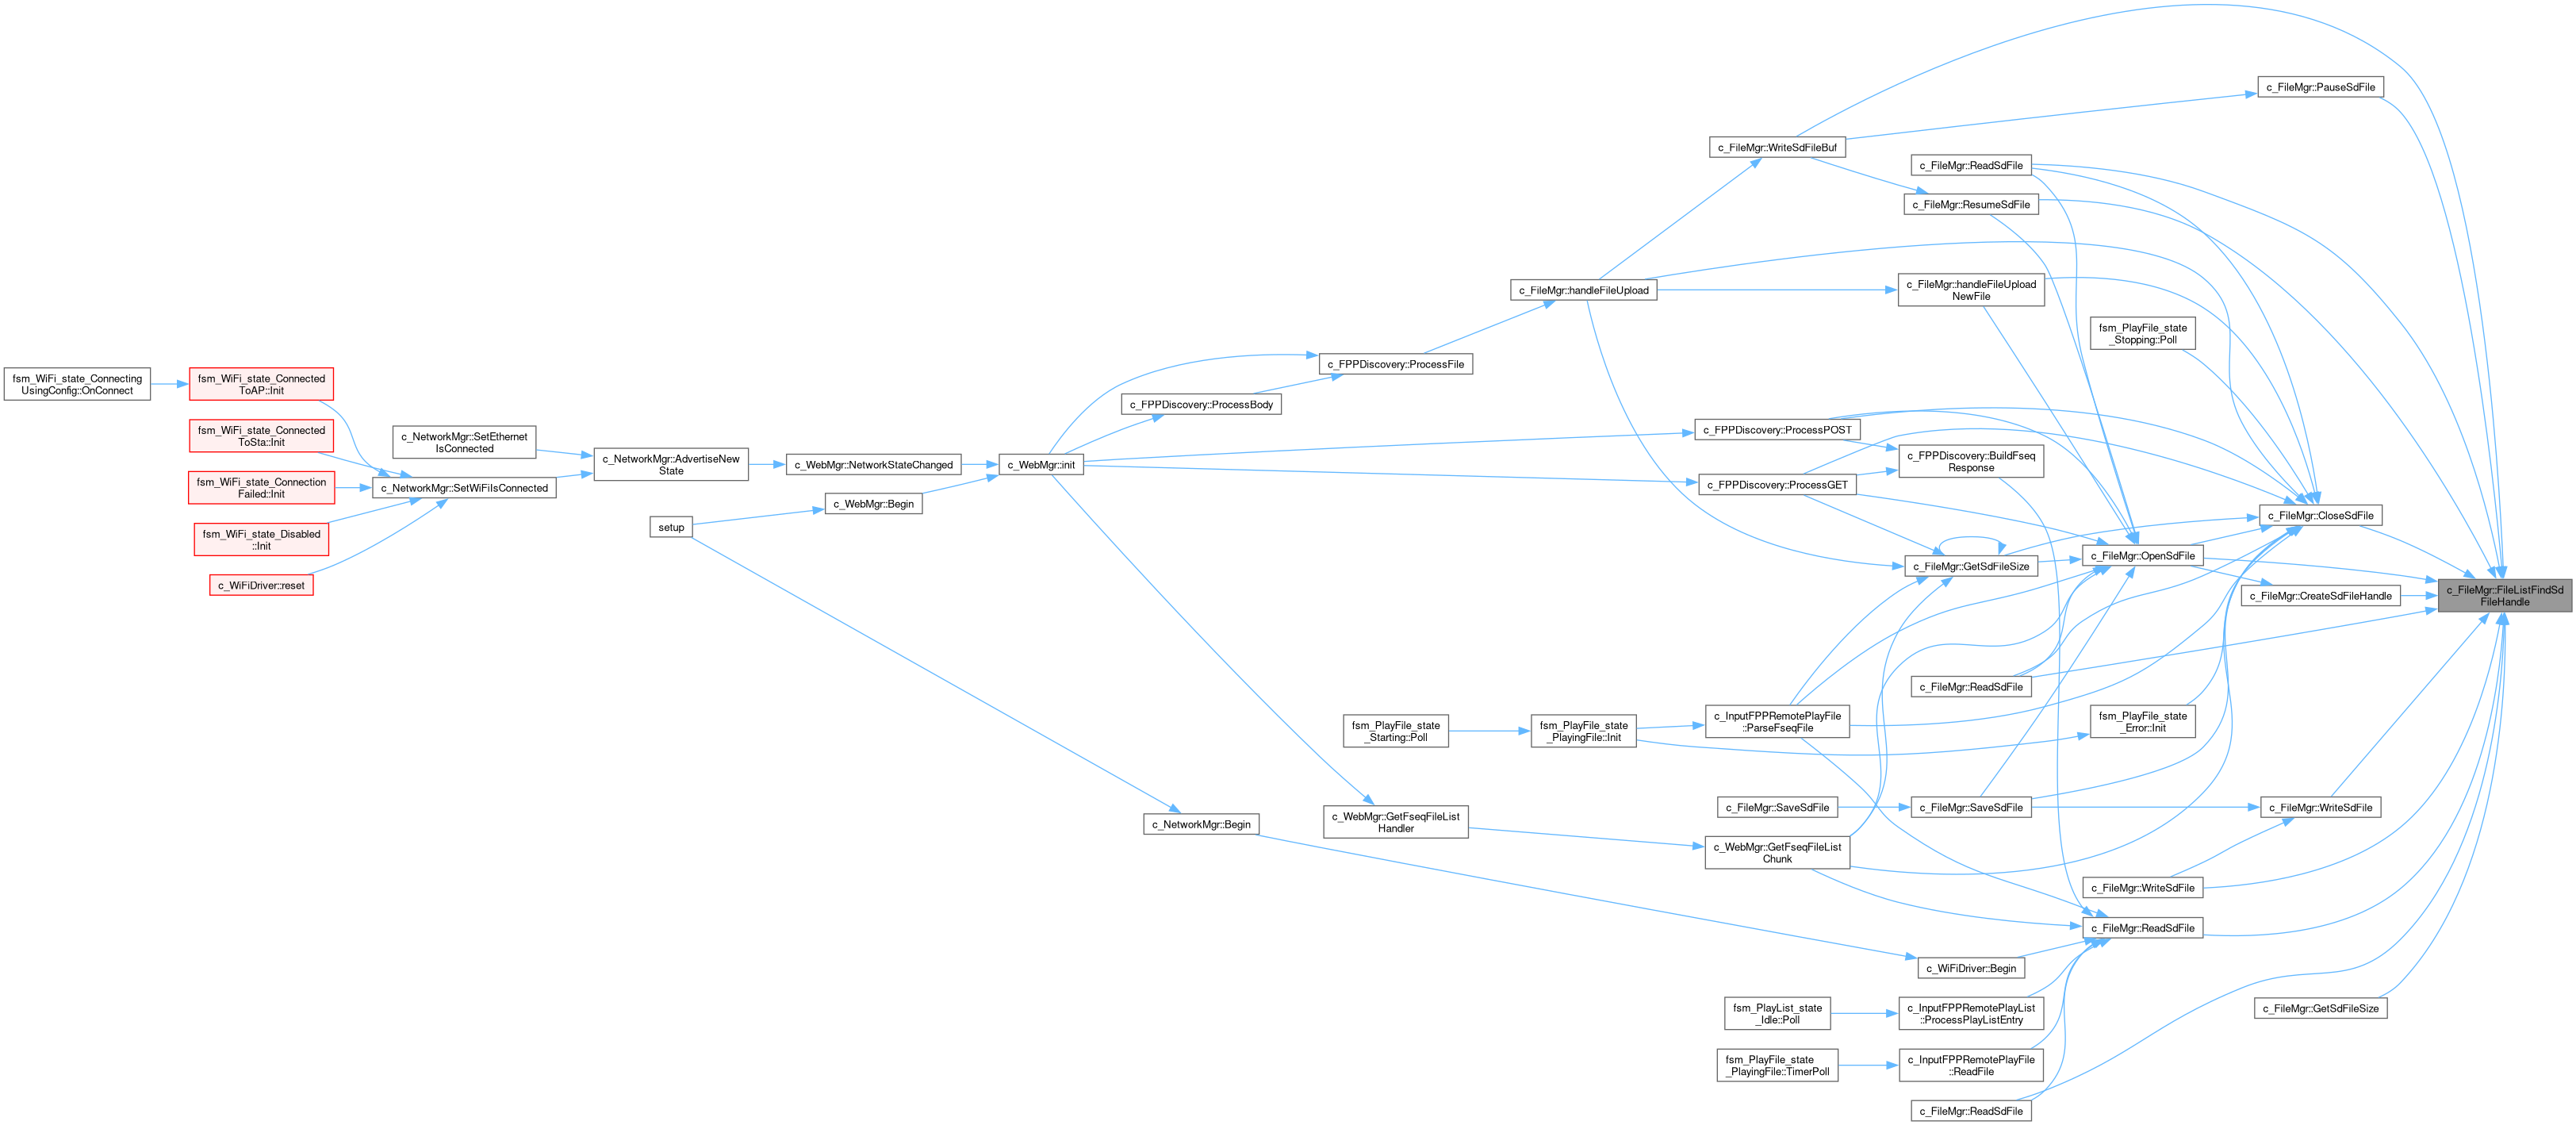 c_FileMgr::PauseSdFile
c_FileMgr::WriteSdFileBuf
c_FileMgr::ReadSdFile
c_FileMgr::ResumeSdFile
c_FileMgr::handleFileUpload
c_FileMgr::handleFileUpload
NewFile
fsm_PlayFile_state
_Stopping::Poll
c_FPPDiscovery::ProcessFile
fsm_WiFi_state_Connecting
UsingConfig::OnConnect
fsm_WiFi_state_Connected
ToAP::Init
c_FPPDiscovery::ProcessBody
fsm_WiFi_state_Connected
ToSta::Init
c_NetworkMgr::SetEthernet
IsConnected
c_FPPDiscovery::ProcessPOST
c_FPPDiscovery::BuildFseq
Response
c_NetworkMgr::AdvertiseNew
State
c_WebMgr::NetworkStateChanged
c_WebMgr::init
fsm_WiFi_state_Connection
Failed::Init
c_NetworkMgr::SetWiFiIsConnected
c_FPPDiscovery::ProcessGET
c_WebMgr::Begin
c_FileMgr::CloseSdFile
setup
fsm_WiFi_state_Disabled
::Init
c_FileMgr::OpenSdFile
c_FileMgr::GetSdFileSize
c_WiFiDriver::reset
c_FileMgr::CreateSdFileHandle
c_FileMgr::FileListFindSd
FileHandle
c_FileMgr::ReadSdFile
fsm_PlayFile_state
_Starting::Poll
fsm_PlayFile_state
_PlayingFile::Init
c_InputFPPRemotePlayFile
::ParseFseqFile
fsm_PlayFile_state
_Error::Init
c_FileMgr::SaveSdFile
c_FileMgr::SaveSdFile
c_FileMgr::WriteSdFile
c_NetworkMgr::Begin
c_WebMgr::GetFseqFileList
Handler
c_WebMgr::GetFseqFileList
Chunk
c_FileMgr::WriteSdFile
c_FileMgr::ReadSdFile
c_WiFiDriver::Begin
fsm_PlayList_state
_Idle::Poll
c_InputFPPRemotePlayList
::ProcessPlayListEntry
c_FileMgr::GetSdFileSize
fsm_PlayFile_state
_PlayingFile::TimerPoll
c_InputFPPRemotePlayFile
::ReadFile
c_FileMgr::ReadSdFile